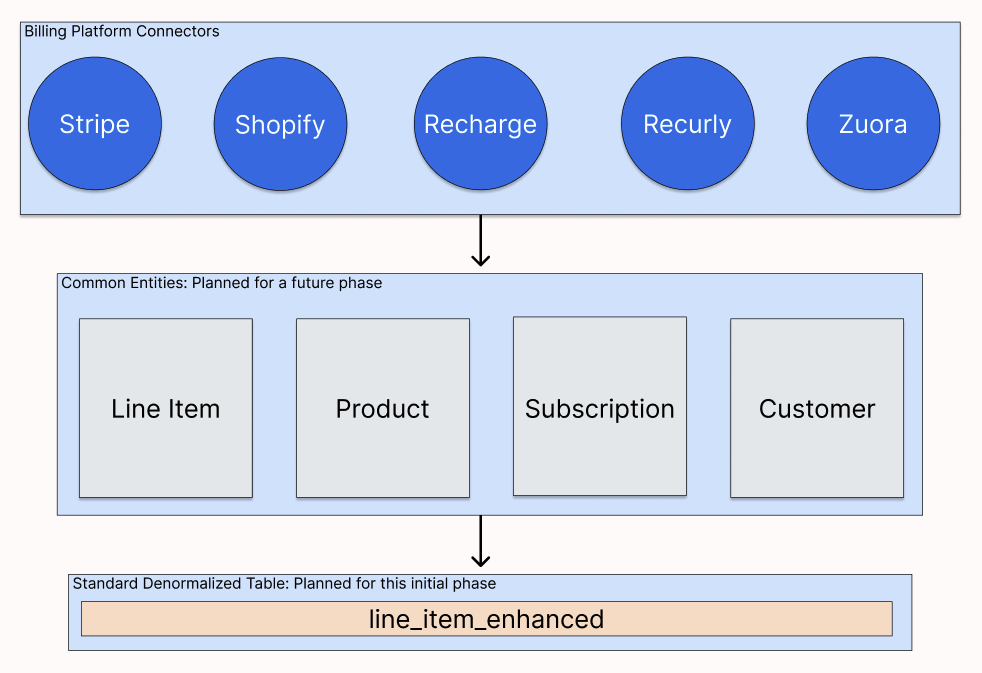 Billing Platform Connectors
Stripe
Shopify
Recharge
Recurly
Zuora
Common Entities: Planned for a future phase
Line Item
Product
Subscription
Customer
Standard Denormalized Table: Planned for this initial phase
line_item_enhanced